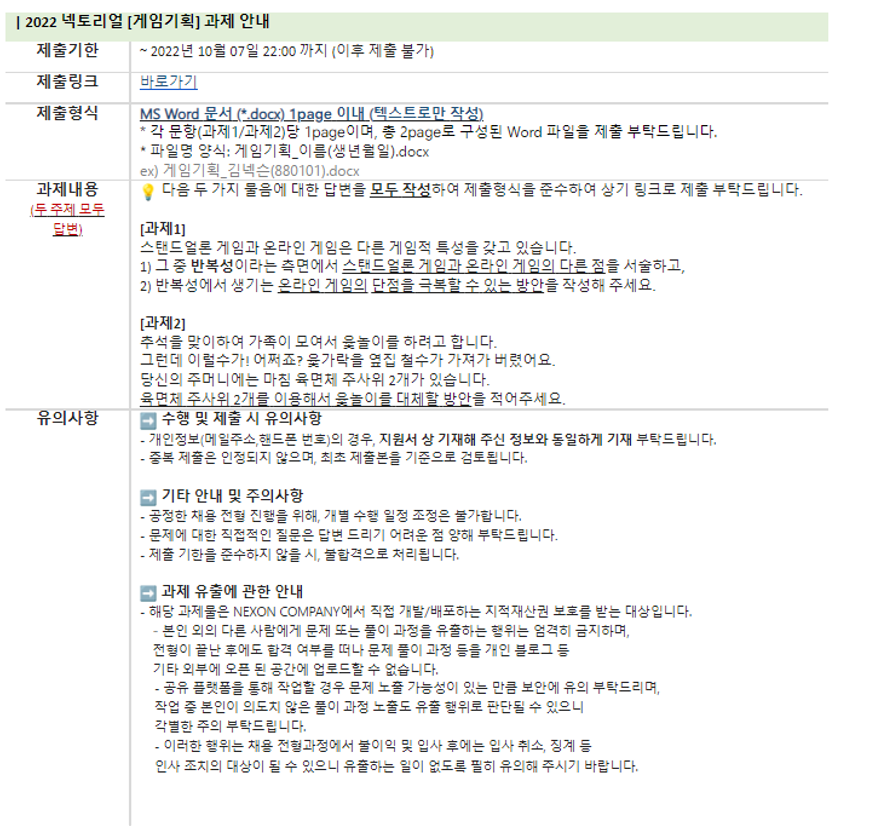 | 2022 넥토리얼 [게임기획] 과제 안내
제출기한
~ 2022년 10월 07일 22:00 까지 (이후 제출 불가)
제출링크
바로가기
제출형식
MS Word 문서 (*.docx) 1page 이내 (텍스트로만 작성)
* 각 문항(과제1/과제2)당 1page이며, 총 2page로 구성된 Word 파일을 제출 부탁드립니다.
* 파일명 양식: 게임기획_이름(생년월일).docx
ex) 게임기획_김넥슨(880101).docx
과제내용
(두 주제 모두
답변)
💡 다음 두 가지 물음에 대한 답변을 모두 작성하여 제출형식을 준수하여 상기 링크로 제출 부탁드립니다.
[과제1]
스탠드얼론 게임과 온라인 게임은 다른 게임적 특성을 갖고 있습니다.
1) 그 중 반복성이라는 측면에서 스탠드얼론 게임과 온라인 게임의 다른 점을 서술하고,
2) 반복성에서 생기는 온라인 게임의 단점을 극복할 수 있는 방안을 작성해 주세요.
[과제2]
추석을 맞이하여 가족이 모여서 윷놀이를 하려고 합니다.
그런데 이럴수가! 어쩌죠? 윷가락을 옆집 철수가 가져가 버렸어요.
당신의 주머니에는 마침 육면체 주사위 2개가 있습니다.
육면체 주사위 2개를 이용해서 윷놀이를 대체할 방안을 적어주세요.
유의사항
➡ 수행 및 제출 시 유의사항
- 개인정보(메일주소,핸드폰 번호)의 경우, 지원서 상 기재해 주신 정보와 동일하게 기재 부탁드립니다.
- 중복 제출은 인정되지 않으며, 최초 제출본을 기준으로 검토됩니다.
➡ 기타 안내 및 주의사항
- 공정한 채용 전형 진행을 위해, 개별 수행 일정 조정은 불가합니다.
- 문제에 대한 직접적인 질문은 답변 드리기 어려운 점 양해 부탁드립니다.
- 제출 기한을 준수하지 않을 시, 불합격으로 처리됩니다.
➡ 과제 유출에 관한 안내
- 해당 과제물은 NEXON COMPANY에서 직접 개발/배포하는 지적재산권 보호를 받는 대상입니다.
- 본인 외의 다른 사람에게 문제 또는 풀이 과정을 유출하는 행위는 엄격히 금지하며,
전형이 끝난 후에도 합격 여부를 떠나 문제 풀이 과정 등을 개인 블로그 등
기타 외부에 오픈 된 공간에 업로드할 수 없습니다.
- 공유 플랫폼을 통해 작업할 경우 문제 노출 가능성이 있는 만큼 보안에 유의 부탁드리며,
작업 중 본인이 의도치 않은 풀이 과정 노출도 유출 행위로 판단될 수 있으니
각별한 주의 부탁드립니다.
- 이러한 행위는 채용 전형과정에서 불이익 및 입사 후에는 입사 취소, 징계 등
인사 조치의 대상이 될 수 있으니 유출하는 일이 없도록 필히 유의해 주시기 바랍니다.